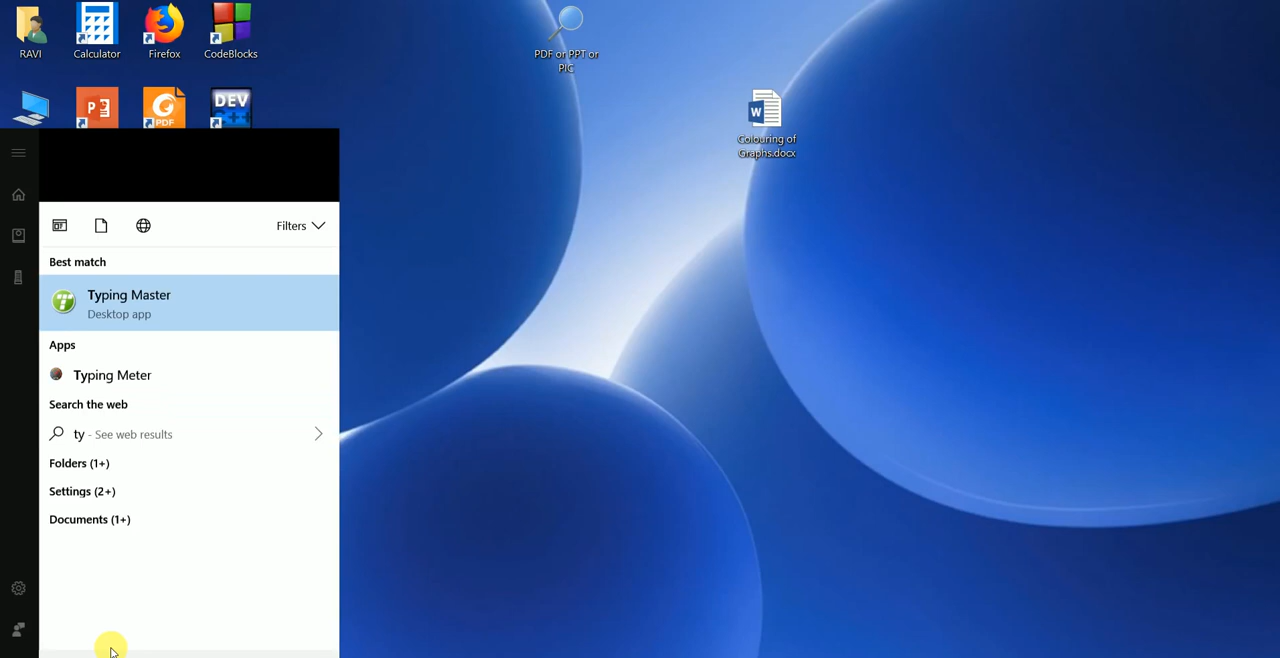 RAVI
Calculator
Firefox
CodeBlocks
PDF or PPT or
PIC
PDF
DEV
Colouring of
Graphs.docx
Filters
Best match
Typing Master
Desktop app
Apps
Typing Meter
Search the web
ty - See web results
Folders (1+)
Settings (2+)
Documents (1+)